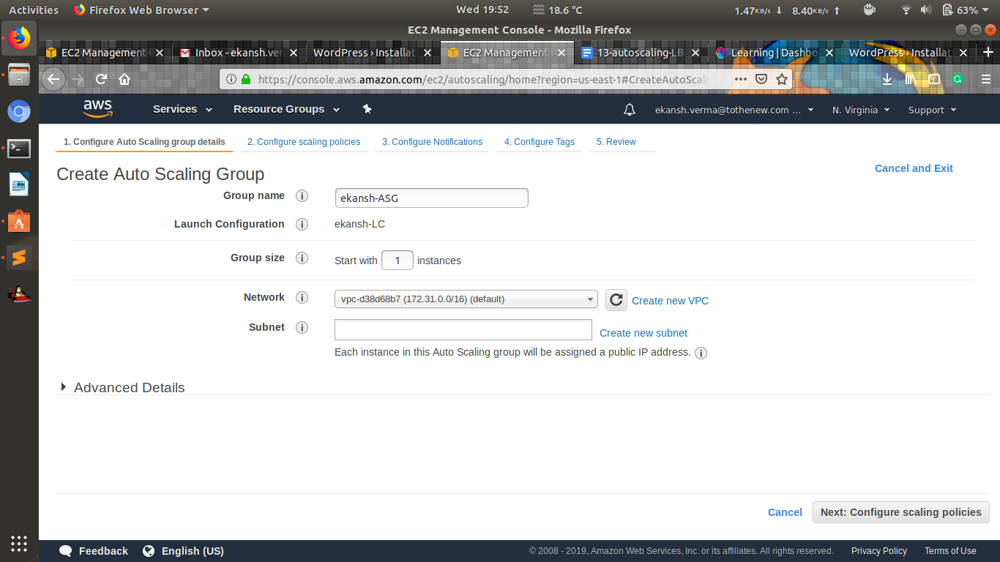 Activities Firefox Web Browser Wed 19:52 18.6 °C 1.47KB/s 8.40KB/s 63%
EC2 Management Console - Mozilla Firefox
EC2 Management Inbox - ekansh.ver WordPress › Installat EC2 Management 13-autoscaling-LB Learning | Dashbo WordPress › Installat
https://console.aws.amazon.com/ec2/autoscaling/home?region=us-east-1#CreateAutoScal
aws Services Resource Groups ekansh.verma@tothenew.com ... N. Virginia Support
1. Configure Auto Scaling group details 2. Configure scaling policies 3. Configure Notifications 4. Configure Tags 5. Review
Create Auto Scaling Group Cancel and Exit
Group name i ekansh-ASG
Launch Configuration i ekansh-LC
Group size i Start with 1 instances
Network i vpc-d38d68b7 (172.31.0.0/16) (default) Create new VPC
Subnet i Create new subnet
Each instance in this Auto Scaling group will be assigned a public IP address. i
Advanced Details
Cancel Next: Configure scaling policies
Feedback English (US) © 2008 - 2019, Amazon Web Services, Inc. or its affiliates. All rights reserved. Privacy Policy Terms of Use